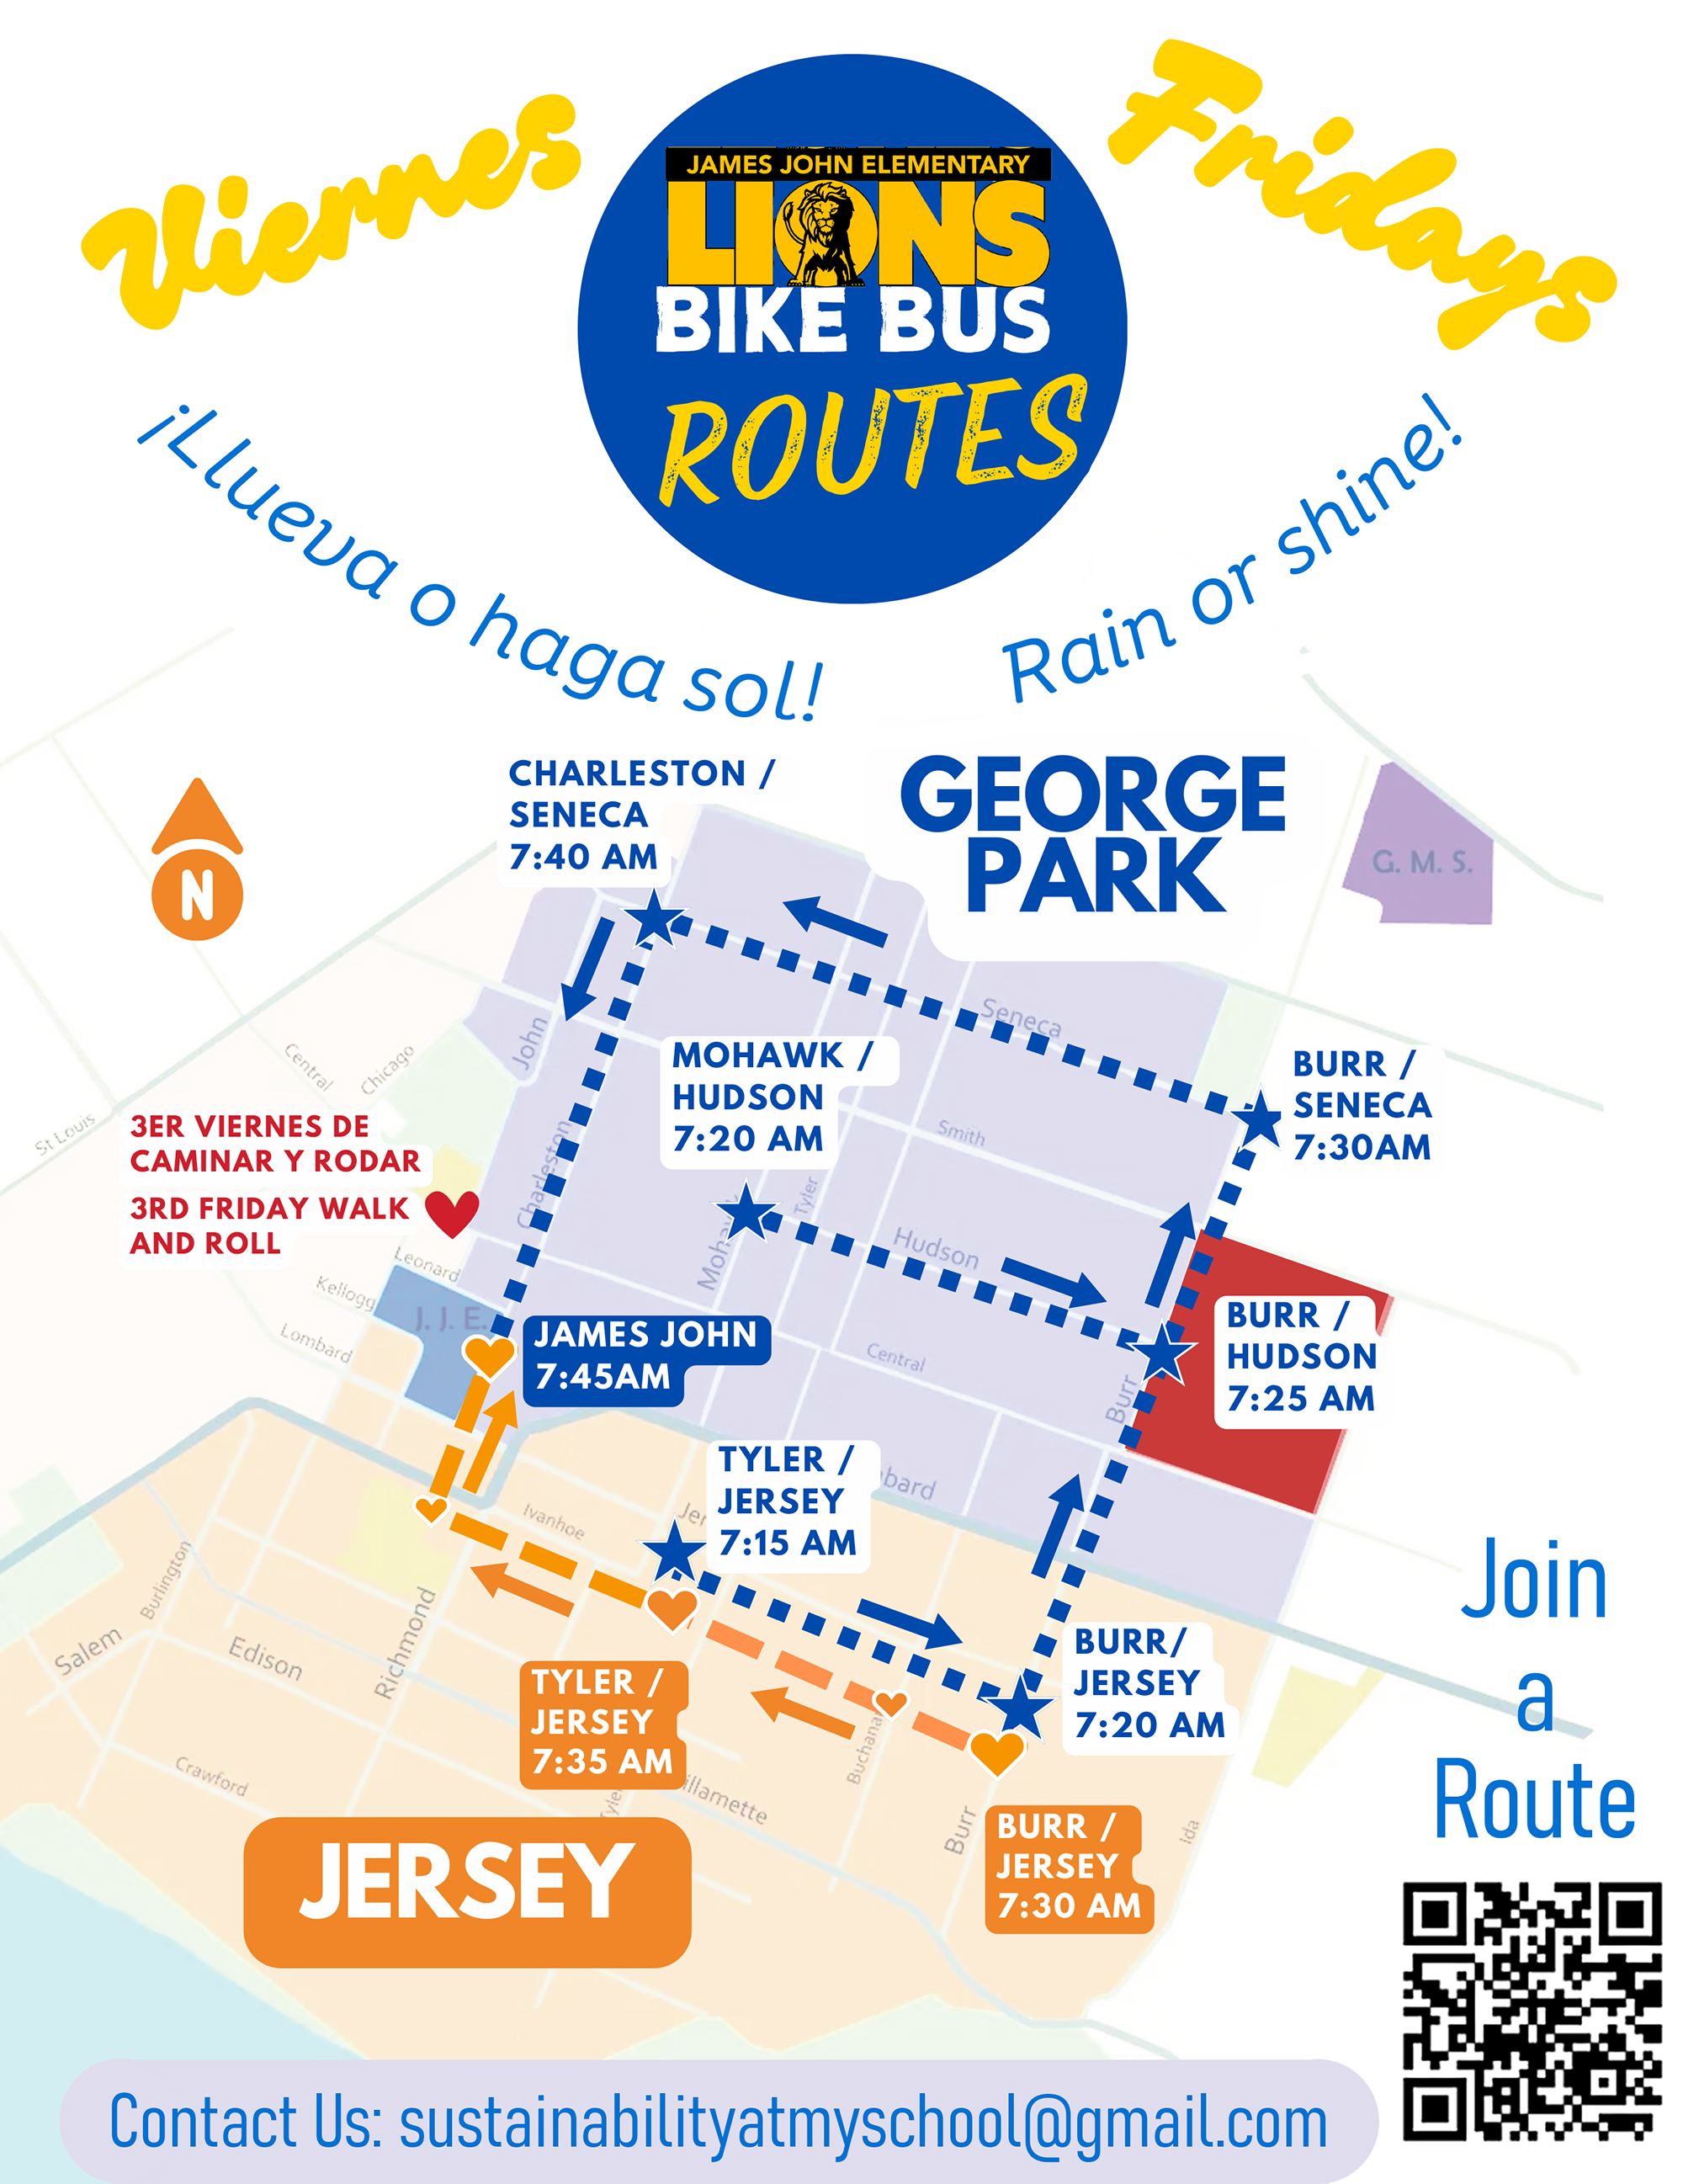 Viernes
Fridays
JAMES JOHN ELEMENTARY
LIONS
BIKE BUS
ROUTES
¡Llueva o haga sol!
Rain or shine!
CHARLESTON /
SENECA
7:40 AM
GEORGE
PARK
G. M. S.
N
Seneca
John
MOHAWK /
HUDSON
7:20 AM
BURR /
SENECA
7:30AM
Central
Chicago
St Louis
Smith
3ER VIERNES DE
CAMINAR Y RODAR
3RD FRIDAY WALK
AND ROLL
Charleston
Tyler
Mohawk
Hudson
Leonard
Kellogg
Lombard
J. J. E.
JAMES JOHN
7:45AM
Central
Burr
BURR /
HUDSON
7:25 AM
TYLER /
JERSEY
7:15 AM
bard
Ivanhoe
Jer
Join
a
Route
Burlington
Salem
Edison
Richmond
BURR/
JERSEY
7:20 AM
TYLER /
JERSEY
7:35 AM
Buchana
Crawford
illamette
Tyler
Burr
Ida
BURR /
JERSEY
7:30 AM
JERSEY
Contact Us: sustainabilityatmyschool@gmail.com